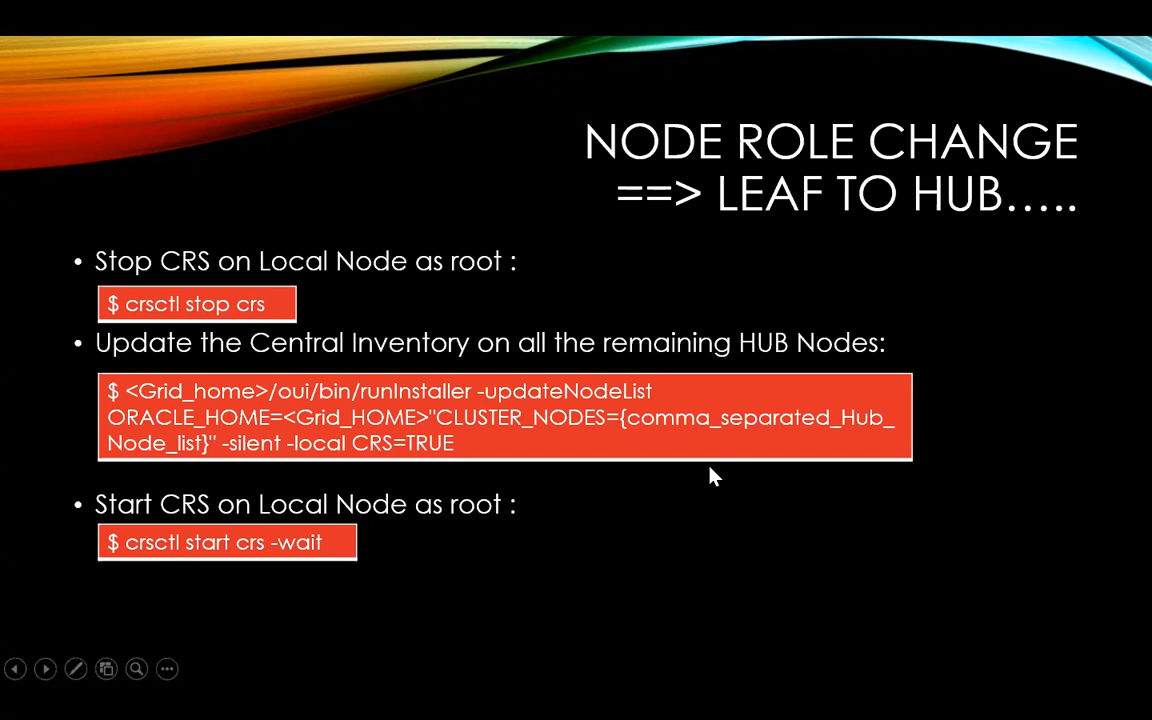 NODE ROLE CHANGE
==> LEAF TO HUB.....
• Stop CRS on Local Node as root :
$ crsctl stop crs
• Update the Central Inventory on all the remaining HUB Nodes:
$ <Grid_home>/oui/bin/runInstaller -updateNodeList
ORACLE_HOME=<Grid_HOME>"CLUSTER_NODES={comma_separated_Hub_
Node_list}" -silent -local CRS=TRUE
• Start CRS on Local Node as root :
$ crsctl start crs -wait